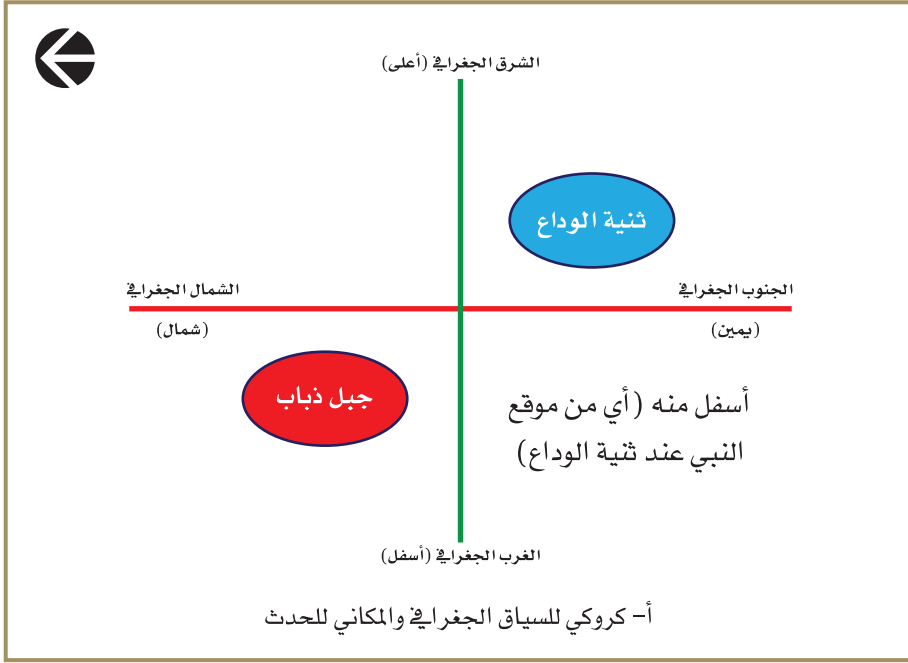 الشرق الجغرافي (أعلى)
ثنية الوداع
الجنوب الجغرافي
الشمال الجغرافي
(يمين)
(شمال)
جبل ذباب
أسفل منه (أي من موقع
النبي عند ثنية الوداع)
الغرب الجغرافي (أسفل)
أ- كروكي للسياق الجغرافي والمكاني للحدث